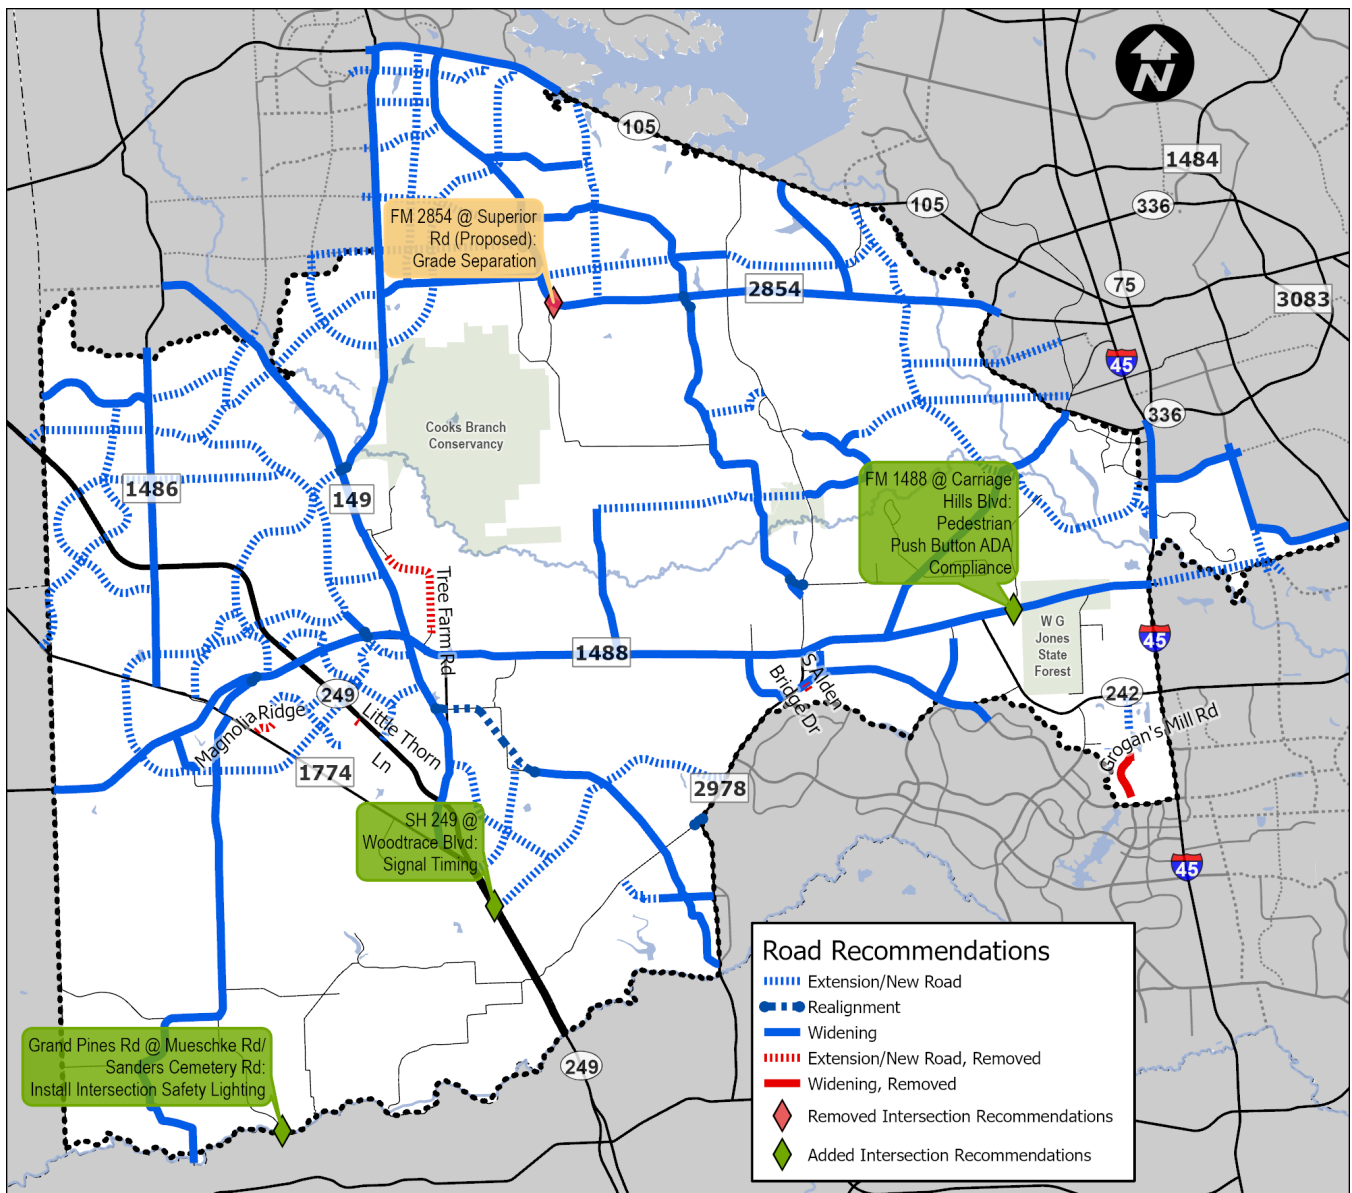 N
105
1484
336
105
FM 2854 @ Superior
Rd (Proposed):
Grade Separation
75
2854
3083
45
336
Cooks Branch
Conservancy
FM 1488 @ Carriage
Hills Blvd:
Pedestrian
Push Button ADA
Compliance
1486
149
Tree Farm Rd
W G
Jones
State
Forest
45
1488
S Alden
Bridge Dr
249
242
Magnolia Ridge
Little Thorn
Ln
Grogan's Mill Rd
1774
2978
SH 249 @
Woodtrace Blvd:
Signal Timing
45
Road Recommendations
Extension/New Road
Realignment
Widening
Extension/New Road, Removed
Widening, Removed
Removed Intersection Recommendations
Added Intersection Recommendations
Grand Pines Rd @ Mueschke Rd/
Sanders Cemetery Rd:
Install Intersection Safety Lighting
249